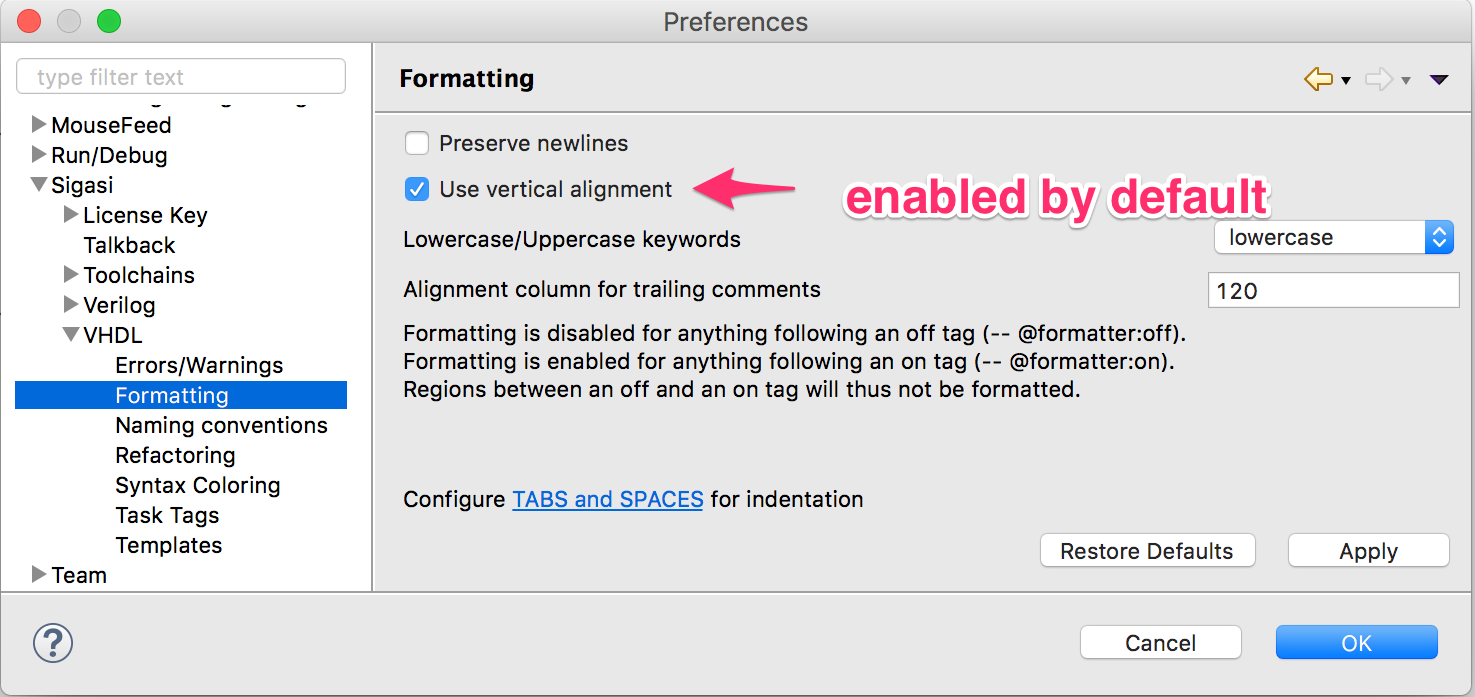 Preferences
type filter text
MouseFeed
Run/Debug
Sigasi
License Key
Talkback
Toolchains
Verilog
VHDL
Errors/Warnings
Formatting
Naming conventions
Refactoring
Syntax Coloring
Task Tags
Templates
Team
Formatting
Preserve newlines
Use vertical alignment
enabled by default
Lowercase/Uppercase keywords
lowercase
Alignment column for trailing comments
120
Formatting is disabled for anything following an off tag (-- @formatter:off).
Formatting is enabled for anything following an on tag (-- @formatter:on).
Regions between an off and an on tag will thus not be formatted.
Configure TABS and SPACES for indentation
Restore Defaults
Apply
?
Cancel
OK